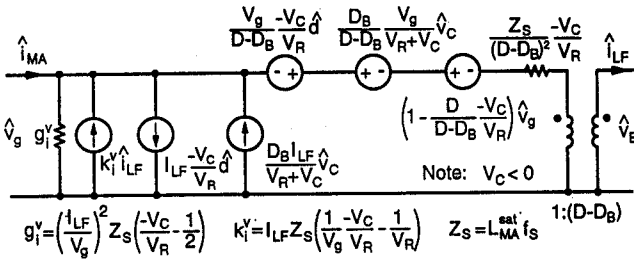 V_g/(D-D_B) -V_C/V_R d̂
D_B/(D-D_B) V_g/(V_R+V_C) v̂_C
Z_S/(D-D_B)² -V_C/V_R
î_MA
î_LF
- +
+ -
+ -
v̂_g
g_i^v
k_i^v î_LF
I_LF -V_C/V_R d̂
D_B I_LF/(V_R+V_C) v̂_C
(1 - D/(D-D_B) -V_C/V_R) v̂_g
v̂_B
Note: V_C<0
1:(D-D_B)
g_i^v=(I_LF/V_g)² Z_S(-V_C/V_R - 1/2)
k_i^v=I_LF Z_S(1/V_g -V_C/V_R - 1/V_R)
Z_S=L_MA^sat f_S